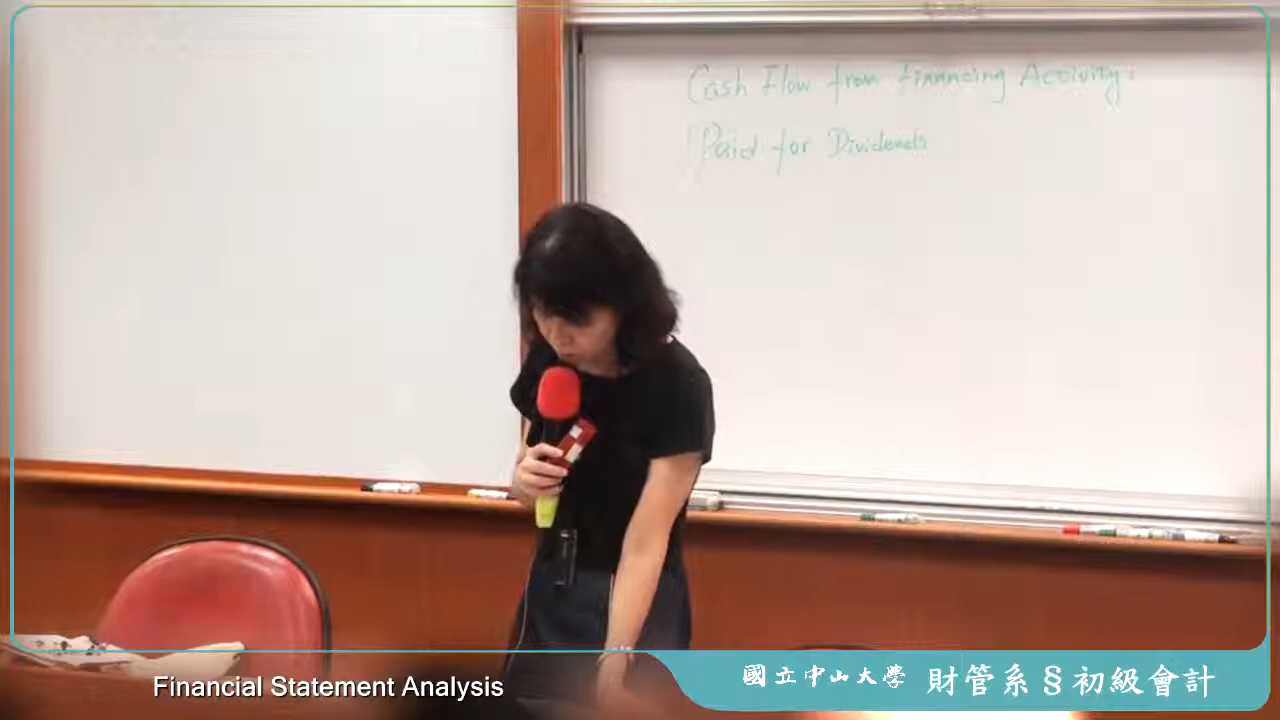 Cash Flow from Financing Activity:
Paid for Dividends
Financial Statement Analysis
國立中山大學 財管系§初級會計